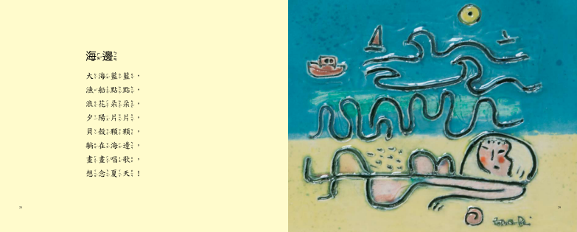 海邊
大海藍藍，
漁船點點，
浪花朵朵，
夕陽片片，
貝殼顆顆，
躺在海邊，
畫畫唱歌，
想念夏天！